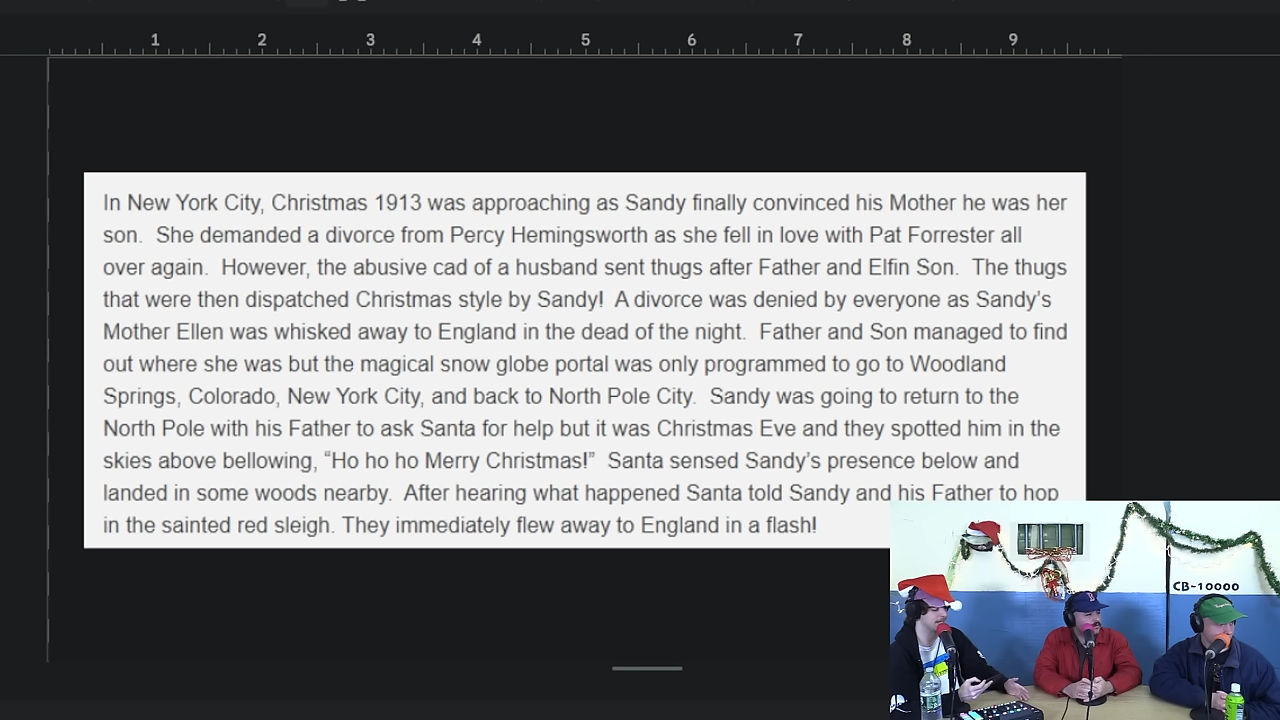 1 2 3 4 5 6 7 8 9
In New York City, Christmas 1913 was approaching as Sandy finally convinced his Mother he was her
son.  She demanded a divorce from Percy Hemingsworth as she fell in love with Pat Forrester all
over again.  However, the abusive cad of a husband sent thugs after Father and Elfin Son.  The thugs
that were then dispatched Christmas style by Sandy!  A divorce was denied by everyone as Sandy’s
Mother Ellen was whisked away to England in the dead of the night.  Father and Son managed to find
out where she was but the magical snow globe portal was only programmed to go to Woodland
Springs, Colorado, New York City, and back to North Pole City.  Sandy was going to return to the
North Pole with his Father to ask Santa for help but it was Christmas Eve and they spotted him in the
skies above bellowing, “Ho ho ho Merry Christmas!”  Santa sensed Sandy’s presence below and
landed in some woods nearby.  After hearing what happened Santa told Sandy and his Father to hop
in the sainted red sleigh. They immediately flew away to England in a flash!
CB-10000